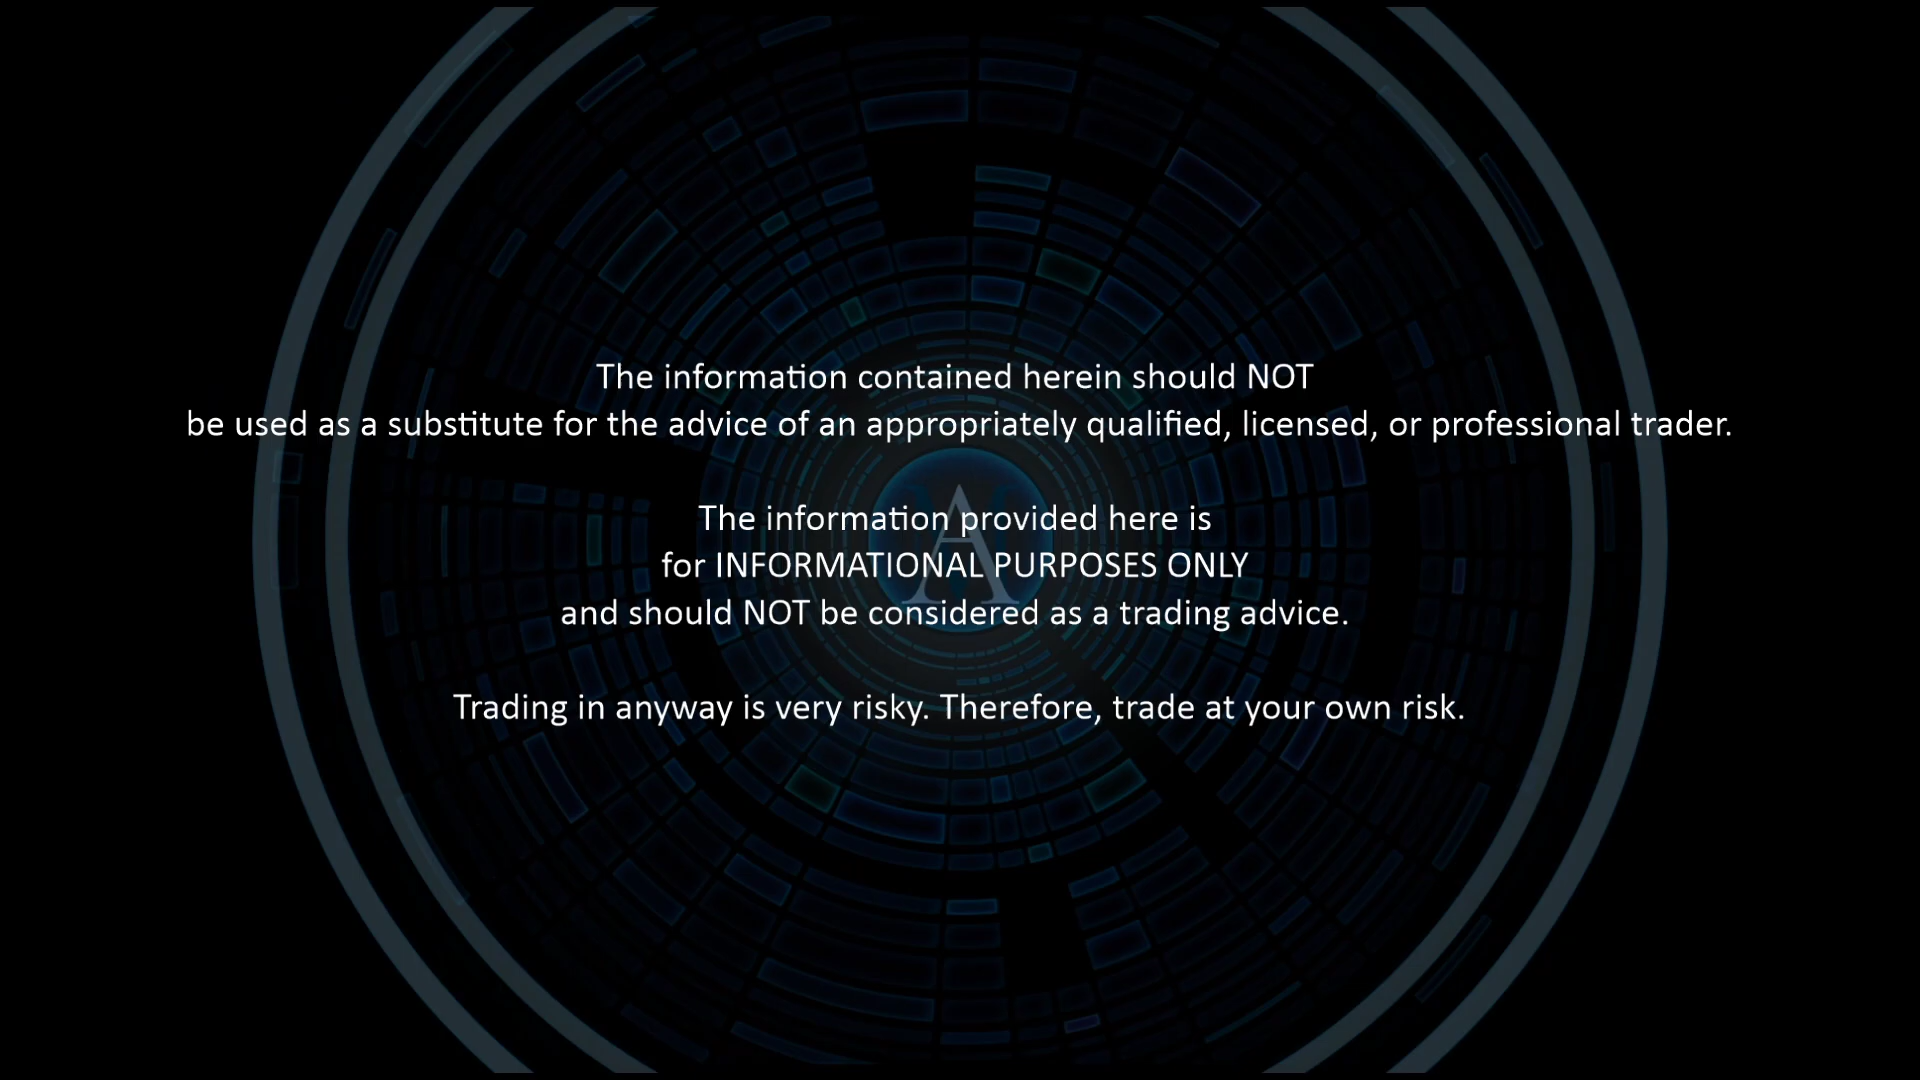 The information contained herein should NOT
be used as a substitute for the advice of an appropriately qualified, licensed, or professional trader.
The information provided here is
for INFORMATIONAL PURPOSES ONLY
and should NOT be considered as a trading advice.
Trading in anyway is very risky. Therefore, trade at your own risk.
A